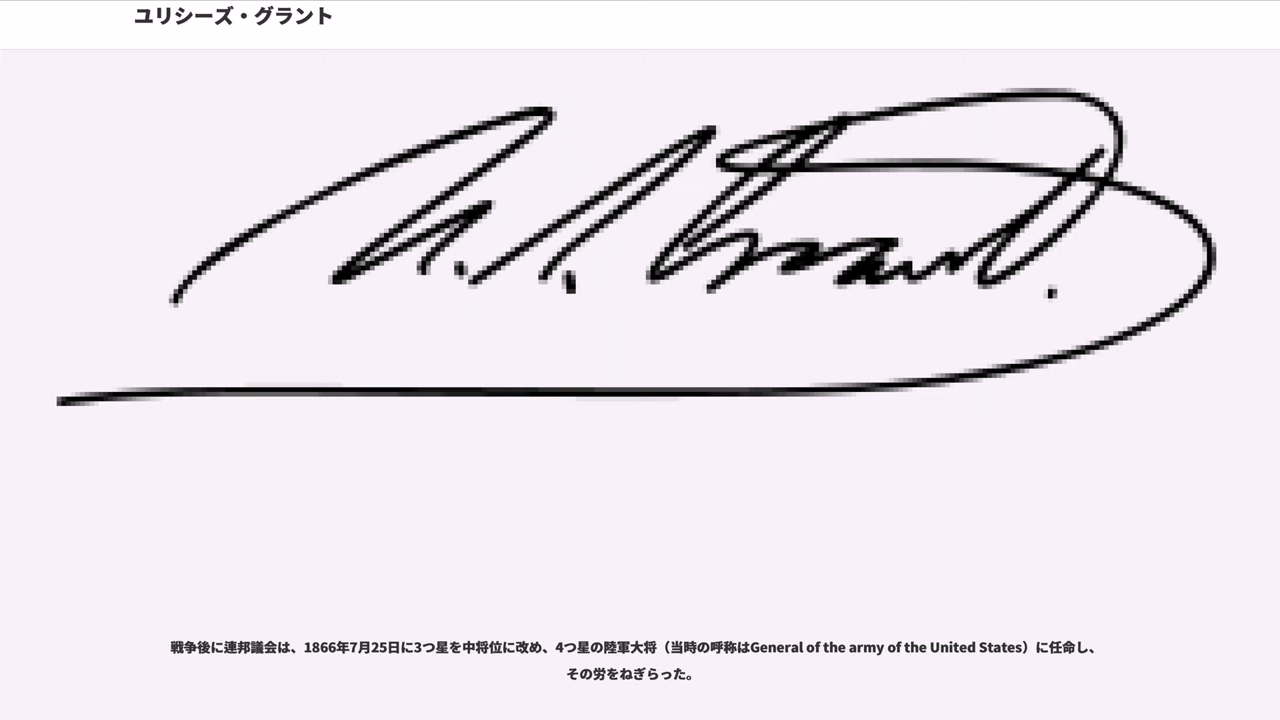 ユリシーズ・グラント
U.S. Grant.
戦争後に連邦議会は、1866年7月25日に3つ星を中将位に改め、4つ星の陸軍大将（当時の呼称はGeneral of the army of the United States）に任命し、
その労をねぎらった。